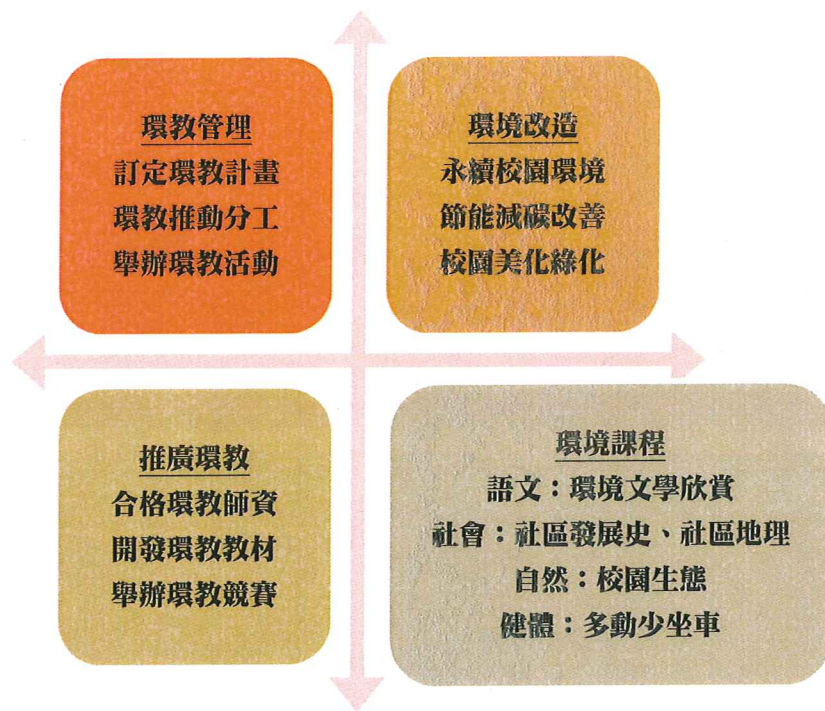 環教管理
訂定環教計畫
環教推動分工
舉辦環教活動
環境改造
永續校園環境
節能減碳改善
校園美化綠化
推廣環教
合格環教師資
開發環教教材
舉辦環教競賽
環境課程
語文：環境文學欣賞
社會：社區發展史、社區地理
自然：校園生態
健體：多動少坐車